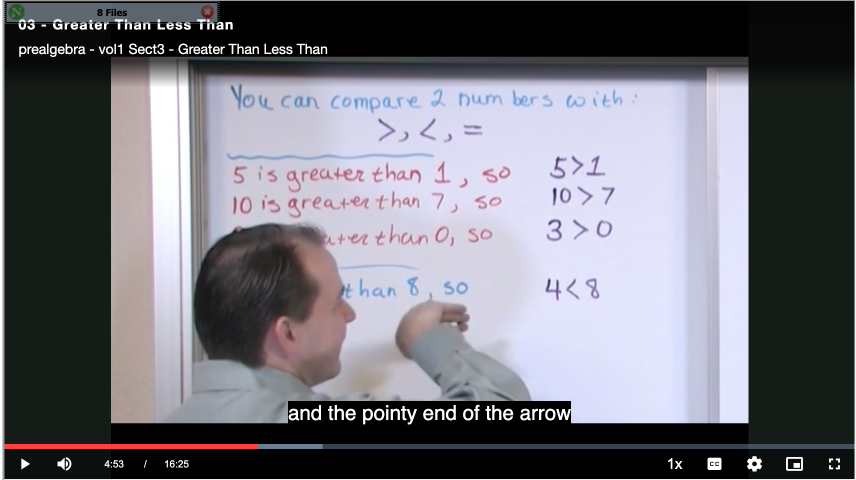 8 Files
03 - Greater Than Less Than
prealgebra - vol1 Sect3 - Greater Than Less Than
You can compare 2 numbers with:
>, <, =
5 is greater than 1, so 5>1
10 is greater than 7, so 10>7
than 0, so 3>0
than 8, so 4<8
and the pointy end of the arrow
4:53 / 16:25 1x CC